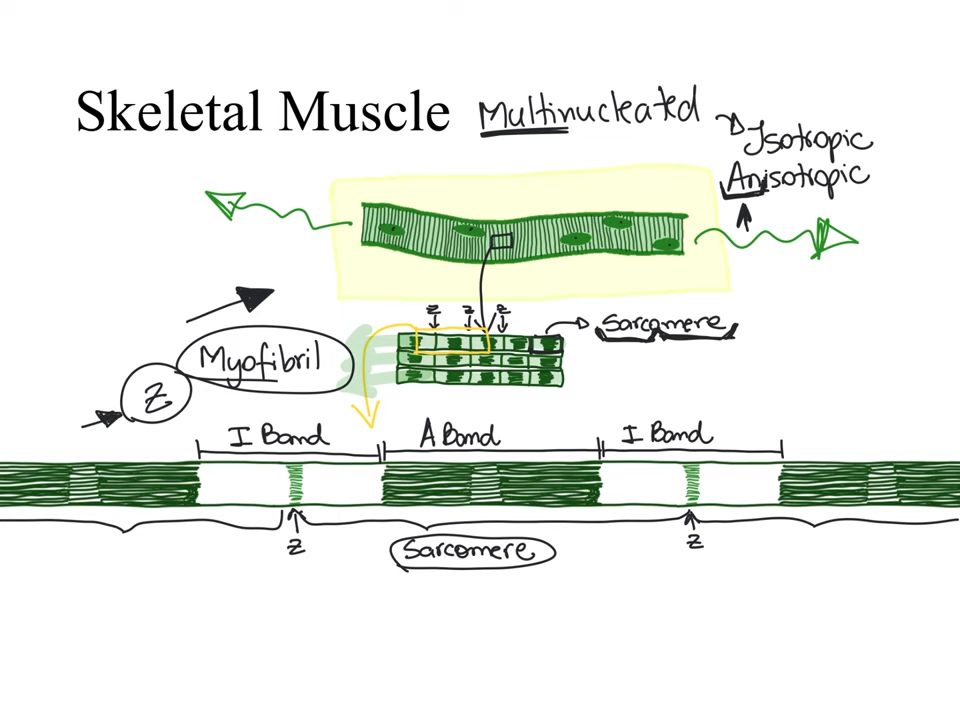 Skeletal Muscle Multinucleated
Isotropic
Anisotropic
z z z
Sarcomere
Myofibril
Z
I Band A Band I Band
z z
Sarcomere